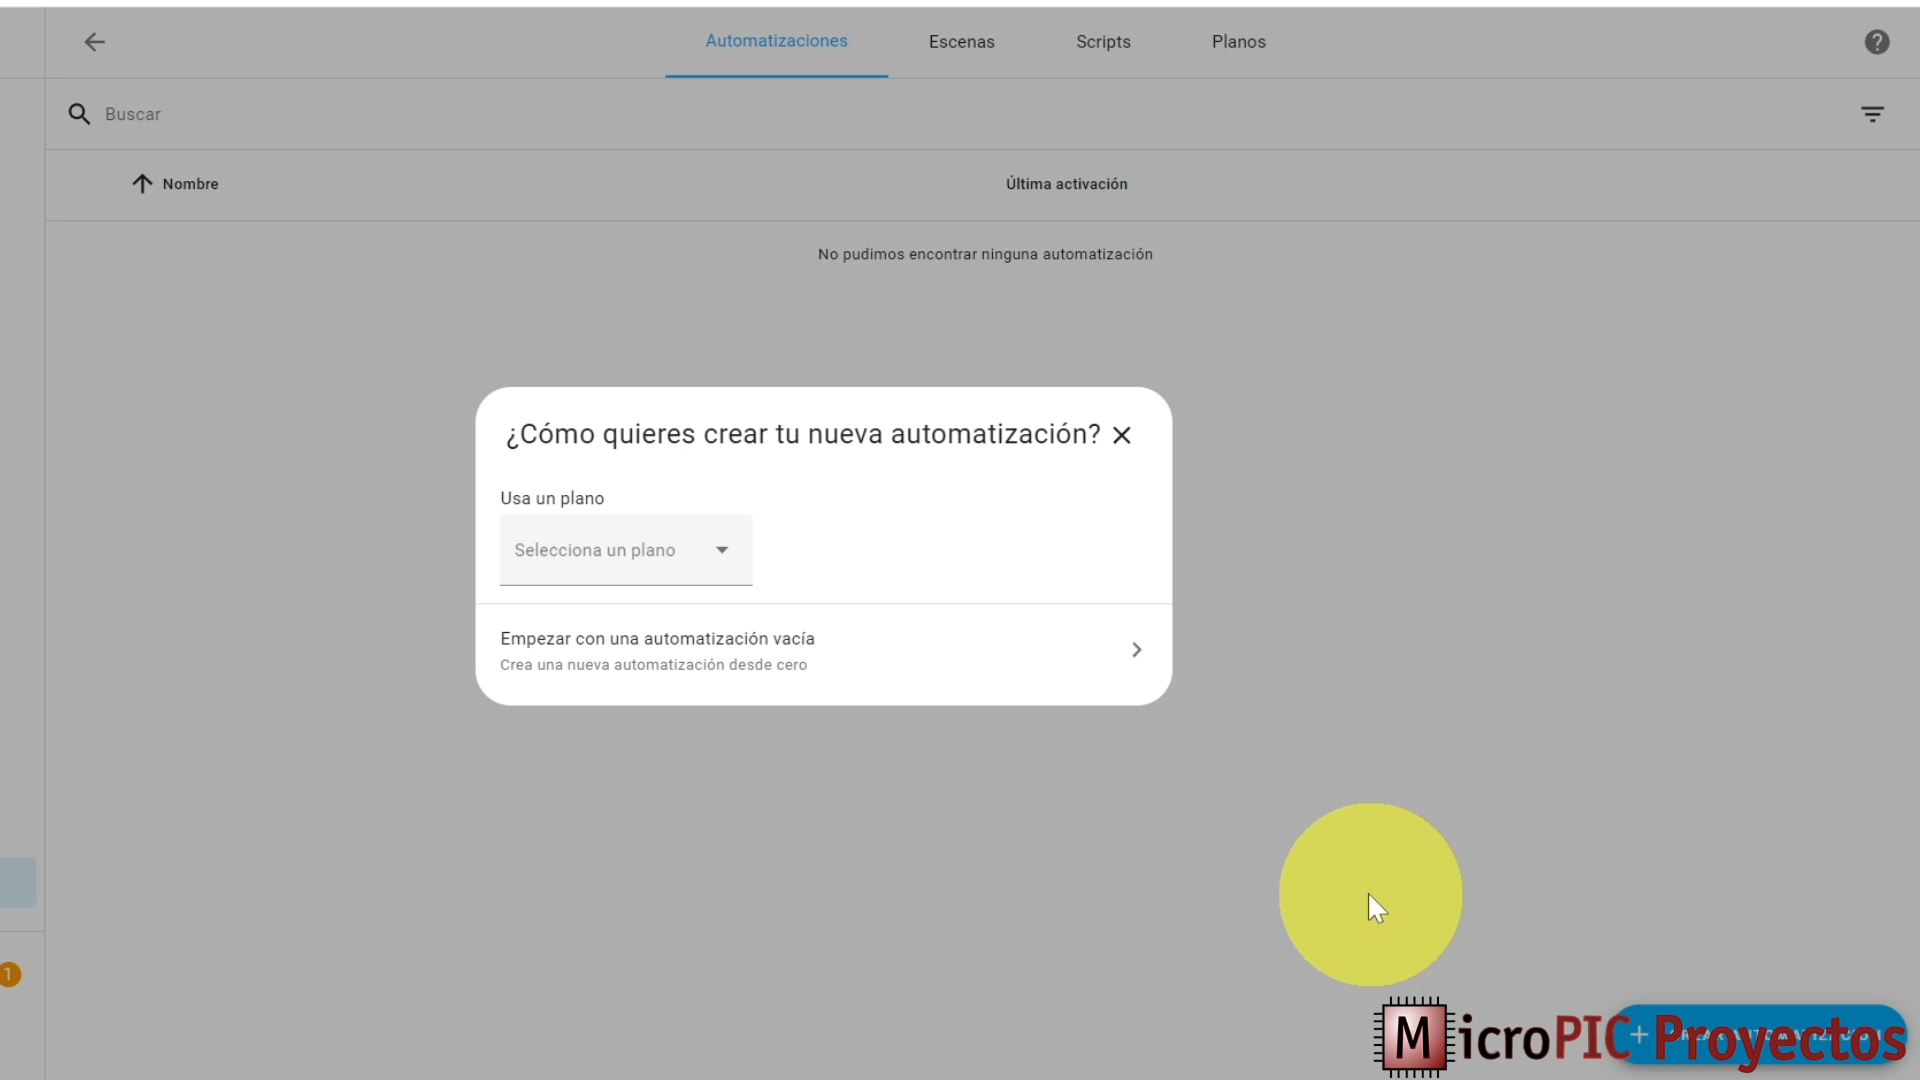 Automatizaciones
Escenas
Scripts
Planos
Buscar
Nombre
Última activación
No pudimos encontrar ninguna automatización
¿Cómo quieres crear tu nueva automatización?
Usa un plano
Selecciona un plano
Empezar con una automatización vacía
Crea una nueva automatización desde cero
1
MicroPIC Proyectos